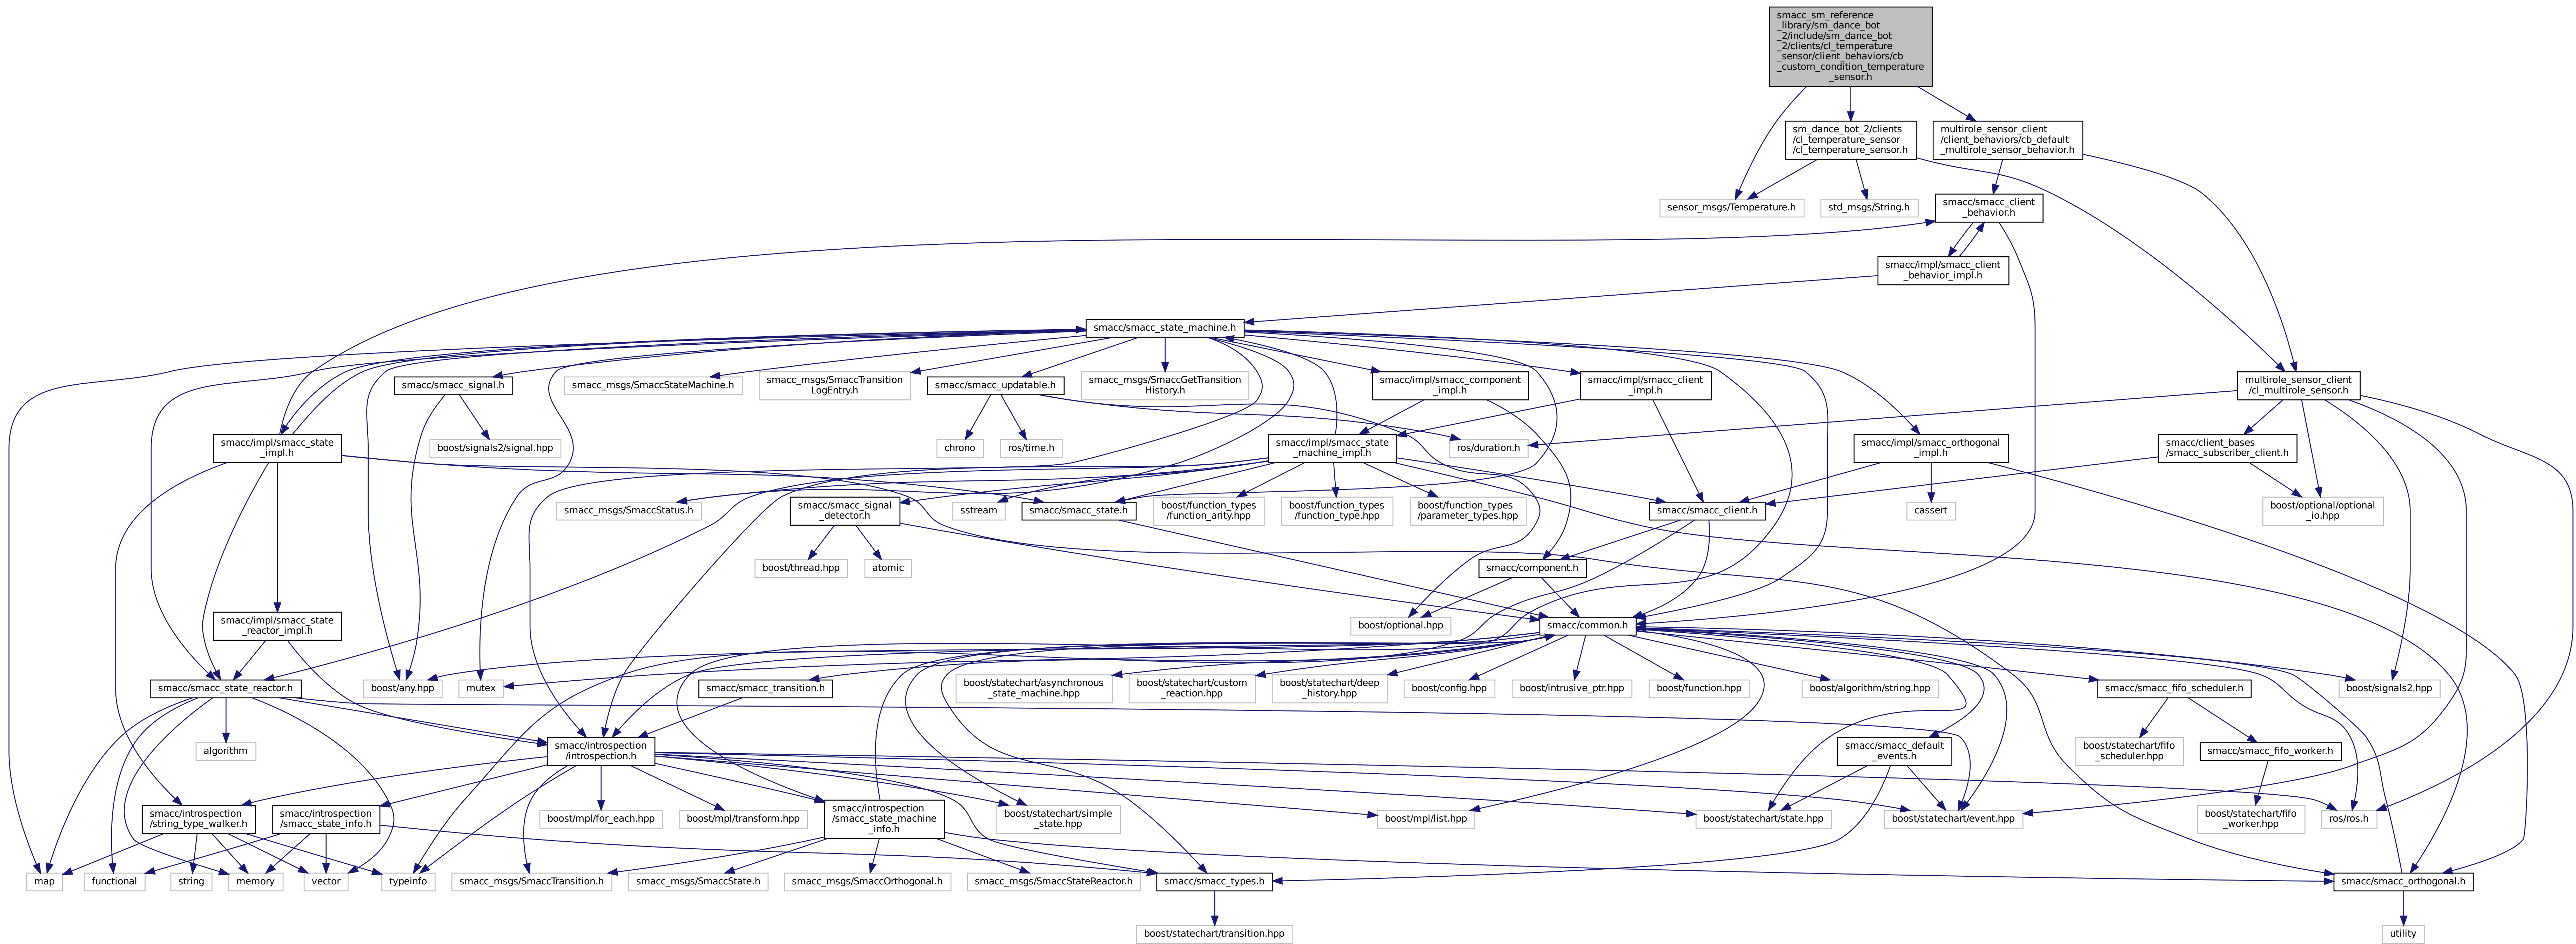 smacc_sm_reference
_library/sm_dance_bot
_2/include/sm_dance_bot
_2/clients/cl_temperature
_sensor/client_behaviors/cb
_custom_condition_temperature
_sensor.h
sm_dance_bot_2/clients
/cl_temperature_sensor
/cl_temperature_sensor.h
multirole_sensor_client
/client_behaviors/cb_default
_multirole_sensor_behavior.h
sensor_msgs/Temperature.h
std_msgs/String.h
smacc/smacc_client
_behavior.h
smacc/impl/smacc_client
_behavior_impl.h
smacc/smacc_state_machine.h
smacc/smacc_signal.h
smacc_msgs/SmaccStateMachine.h
smacc_msgs/SmaccTransition
LogEntry.h
smacc/smacc_updatable.h
smacc_msgs/SmaccGetTransition
History.h
smacc/impl/smacc_component
_impl.h
smacc/impl/smacc_client
_impl.h
multirole_sensor_client
/cl_multirole_sensor.h
smacc/impl/smacc_state
_impl.h
boost/signals2/signal.hpp
chrono
ros/time.h
smacc/impl/smacc_state
_machine_impl.h
ros/duration.h
smacc/impl/smacc_orthogonal
_impl.h
smacc/client_bases
/smacc_subscriber_client.h
smacc_msgs/SmaccStatus.h
smacc/smacc_signal
_detector.h
sstream
smacc/smacc_state.h
boost/function_types
/function_arity.hpp
boost/function_types
/function_type.hpp
boost/function_types
/parameter_types.hpp
smacc/smacc_client.h
cassert
boost/optional/optional
_io.hpp
boost/thread.hpp
atomic
smacc/component.h
smacc/impl/smacc_state
_reactor_impl.h
boost/optional.hpp
smacc/common.h
smacc/smacc_state_reactor.h
boost/any.hpp
mutex
smacc/smacc_transition.h
boost/statechart/asynchronous
_state_machine.hpp
boost/statechart/custom
_reaction.hpp
boost/statechart/deep
_history.hpp
boost/config.hpp
boost/intrusive_ptr.hpp
boost/function.hpp
boost/algorithm/string.hpp
smacc/smacc_fifo_scheduler.h
boost/signals2.hpp
algorithm
smacc/introspection
/introspection.h
smacc/smacc_default
_events.h
boost/statechart/fifo
_scheduler.hpp
smacc/smacc_fifo_worker.h
smacc/introspection
/string_type_walker.h
smacc/introspection
/smacc_state_info.h
boost/mpl/for_each.hpp
boost/mpl/transform.hpp
smacc/introspection
/smacc_state_machine
_info.h
boost/statechart/simple
_state.hpp
boost/mpl/list.hpp
boost/statechart/state.hpp
boost/statechart/event.hpp
boost/statechart/fifo
_worker.hpp
ros/ros.h
map
functional
string
memory
vector
typeinfo
smacc_msgs/SmaccTransition.h
smacc_msgs/SmaccState.h
smacc_msgs/SmaccOrthogonal.h
smacc_msgs/SmaccStateReactor.h
smacc/smacc_types.h
smacc/smacc_orthogonal.h
boost/statechart/transition.hpp
utility